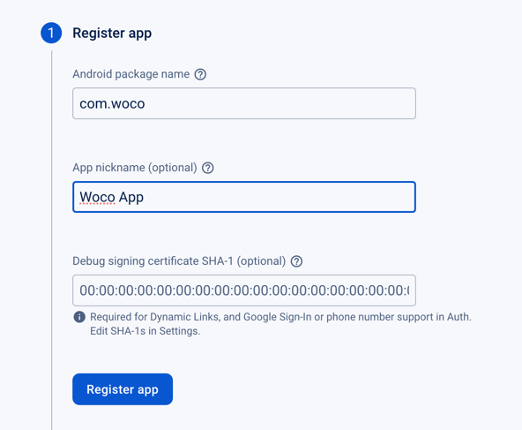 1 Register app
Android package name ?
com.woco
App nickname (optional) ?
Woco App
Debug signing certificate SHA-1 (optional) ?
00:00:00:00:00:00:00:00:00:00:00:00:00:00:00:00:00:(
Required for Dynamic Links, and Google Sign-In or phone number support in Auth.
Edit SHA-1s in Settings.
Register app